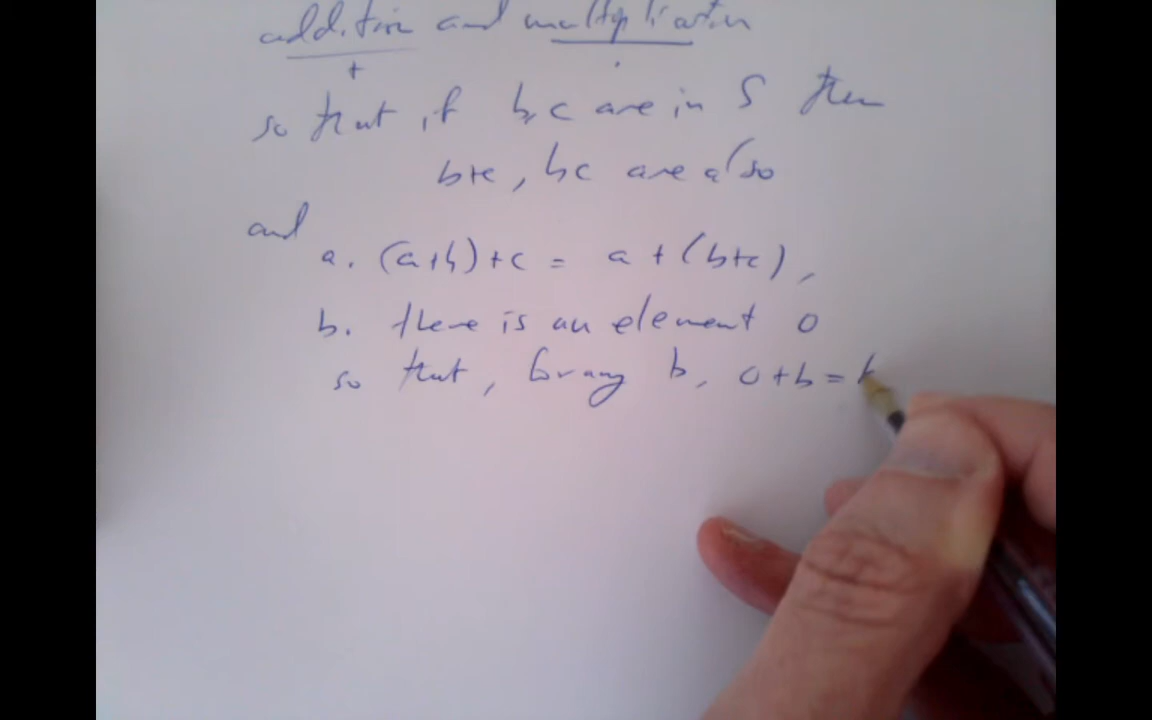 addition and multiplication
+ ·
so that if b, c are in S then
b+c, bc are also
and
a. (a+b)+c = a+(b+c),
b. there is an element 0
so that, for any b, 0+b=b